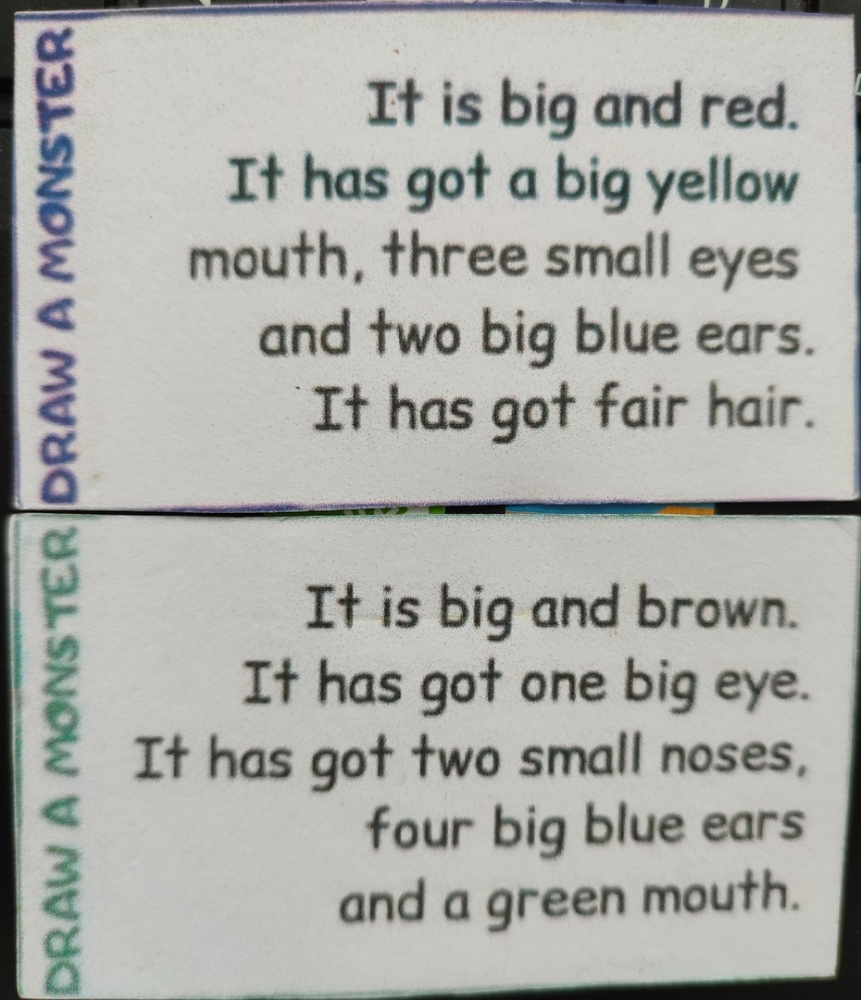 DRAW A MONSTER
It is big and red.
It has got a big yellow
mouth, three small eyes
and two big blue ears.
It has got fair hair.
DRAW A MONSTER
It is big and brown.
It has got one big eye.
It has got two small noses,
four big blue ears
and a green mouth.